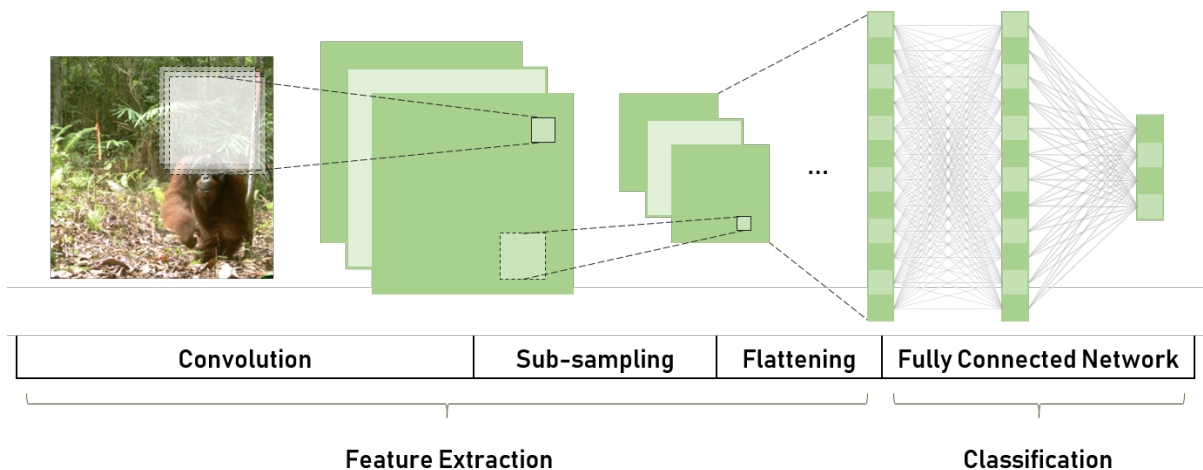 ...
Convolution
Sub-sampling
Flattening
Fully Connected Network
Feature Extraction
Classification